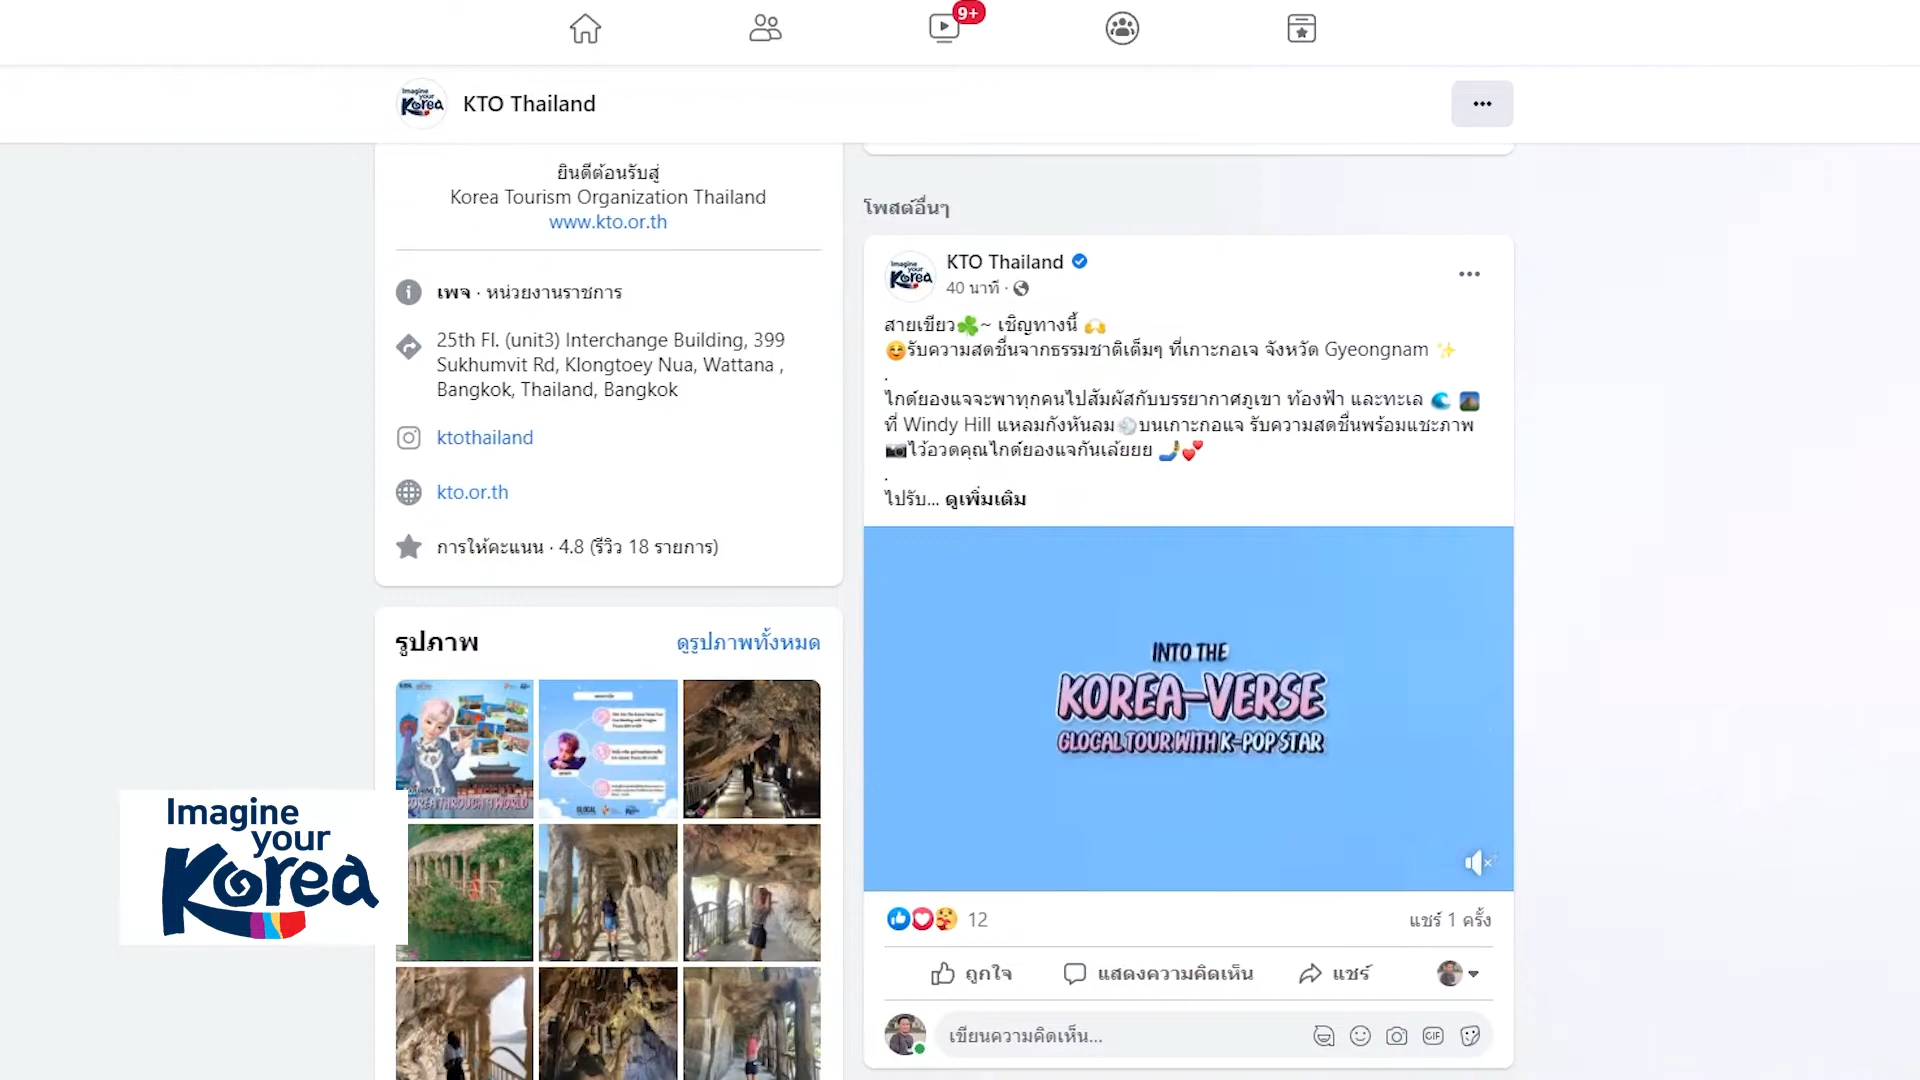 9+
Imagine your Korea
KTO Thailand
ยินดีต้อนรับสู่
Korea Tourism Organization Thailand
www.kto.or.th
เพจ · หน่วยงานราชการ
25th Fl. (unit3) Interchange Building, 399
Sukhumvit Rd, Klongtoey Nua, Wattana ,
Bangkok, Thailand, Bangkok
ktothailand
kto.or.th
การให้คะแนน · 4.8 (รีวิว 18 รายการ)
รูปภาพ
ดูรูปภาพทั้งหมด
GLOCAL
Imagine
your
Korea
โพสต์อื่นๆ
Imagine your Korea
KTO Thailand
40 นาที ·
สายเขียว☘️~ เชิญทางนี้ 🙌
😊รับความสดชื่นจากธรรมชาติเต็มๆ ที่เกาะกอเจ จังหวัด Gyeongnam ✨
.
ไกด์ยองแจจะพาทุกคนไปสัมผัสกับบรรยากาศภูเขา ท้องฟ้า และทะเล 🌊
ที่ Windy Hill แหลมกังหันลม💨บนเกาะกอแจ รับความสดชื่นพร้อมแชะภาพ
📷ไว้อวดคุณไกด์ยองแจกันเล้ยยย 🤳💕
.
ไปรับ... ดูเพิ่มเติม
INTO THE
KOREA-VERSE
GLOCAL TOUR WITH K-POP STAR
12
แชร์ 1 ครั้ง
ถูกใจ
แสดงความคิดเห็น
แชร์
เขียนความคิดเห็น...
GIF